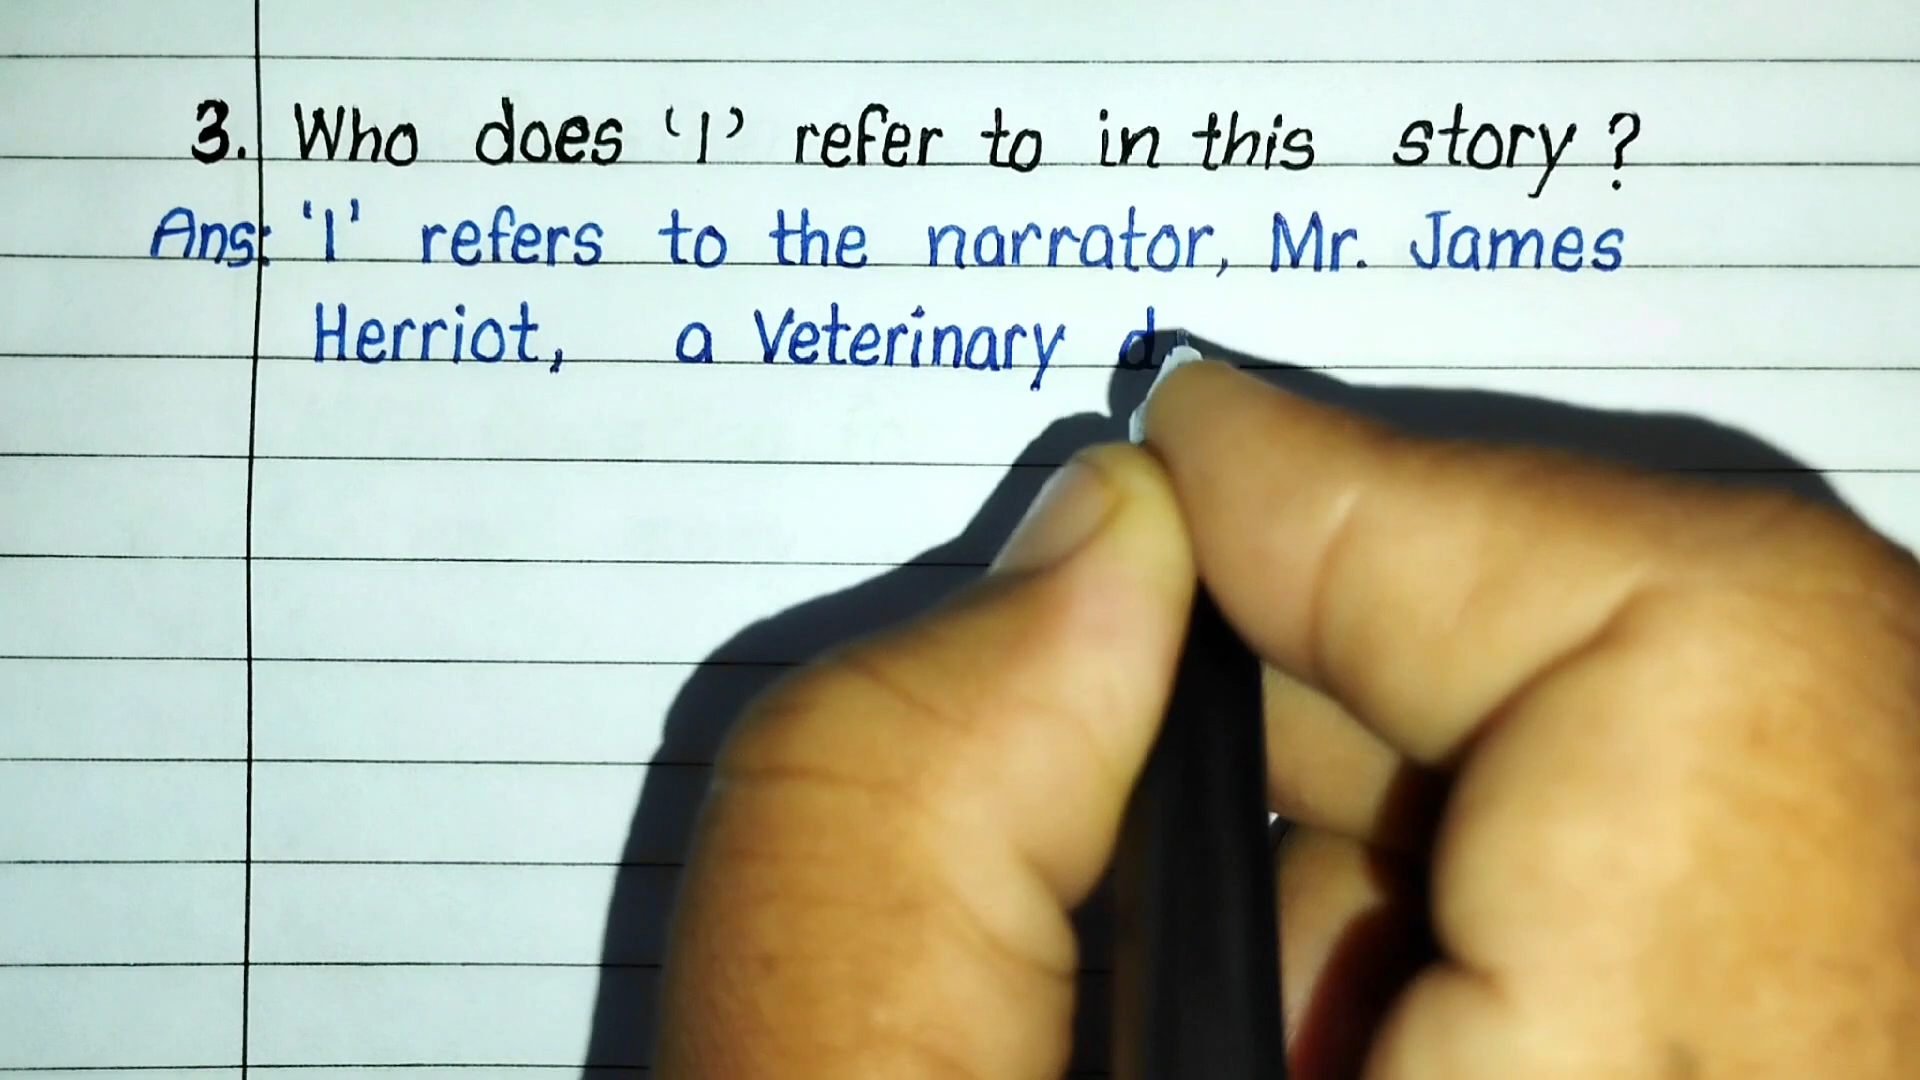 3. Who does 'I' refer to in this story?
Ans: 'I' refers to the narrator, Mr. James
Herriot, a Veterinary